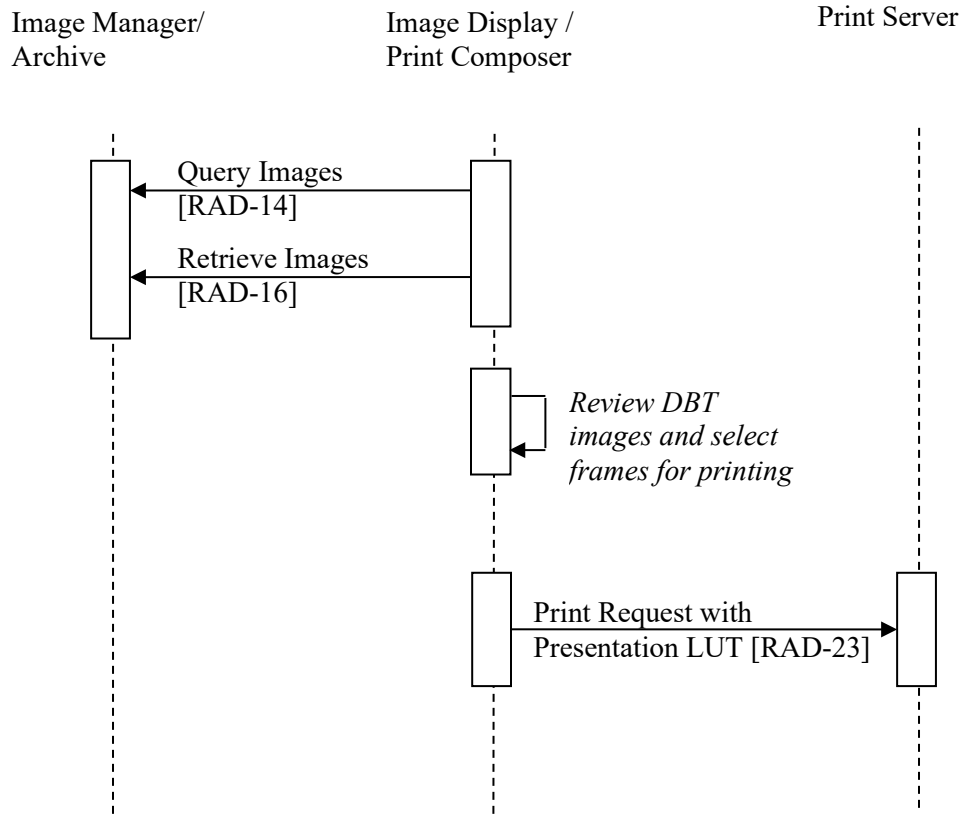 Image Manager/
Archive
Image Display /
Print Composer
Print Server
Query Images
[RAD-14]
Retrieve Images
[RAD-16]
Review DBT
images and select
frames for printing
Print Request with
Presentation LUT [RAD-23]